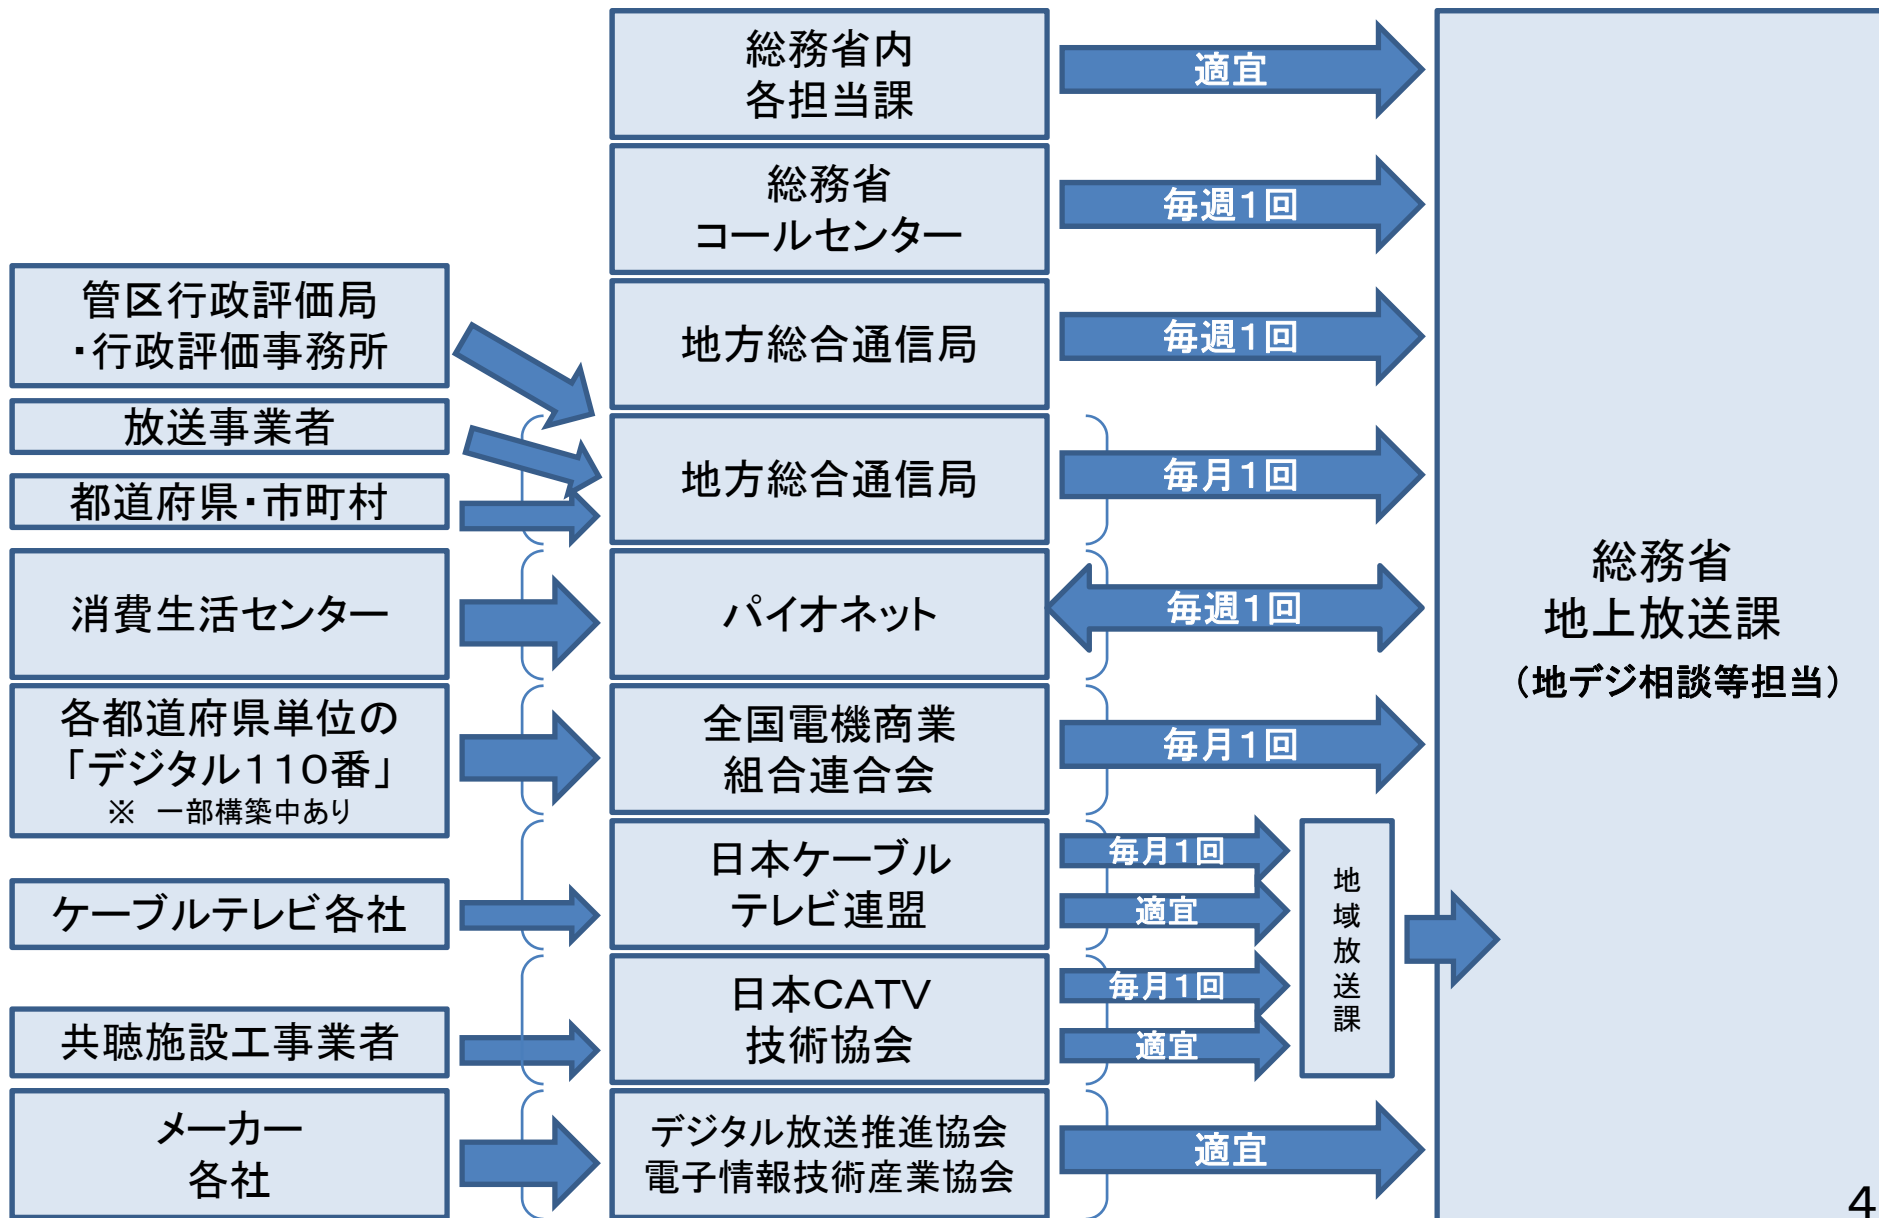 総務省内
各担当課
適宜
総務省
コールセンター
毎週1回
管区行政評価局
・行政評価事務所
地方総合通信局
毎週1回
放送事業者
都道府県・市町村
地方総合通信局
毎月1回
消費生活センター
パイオネット
毎週1回
各都道府県単位の
「デジタル110番」
※ 一部構築中あり
全国電機商業
組合連合会
毎月1回
ケーブルテレビ各社
日本ケーブル
テレビ連盟
毎月1回
適宜
共聴施設工事業者
日本CATV
技術協会
毎月1回
適宜
地域放送課
メーカー
各社
デジタル放送推進協会
電子情報技術産業協会
適宜
総務省
地上放送課
（地デジ相談等担当）
4